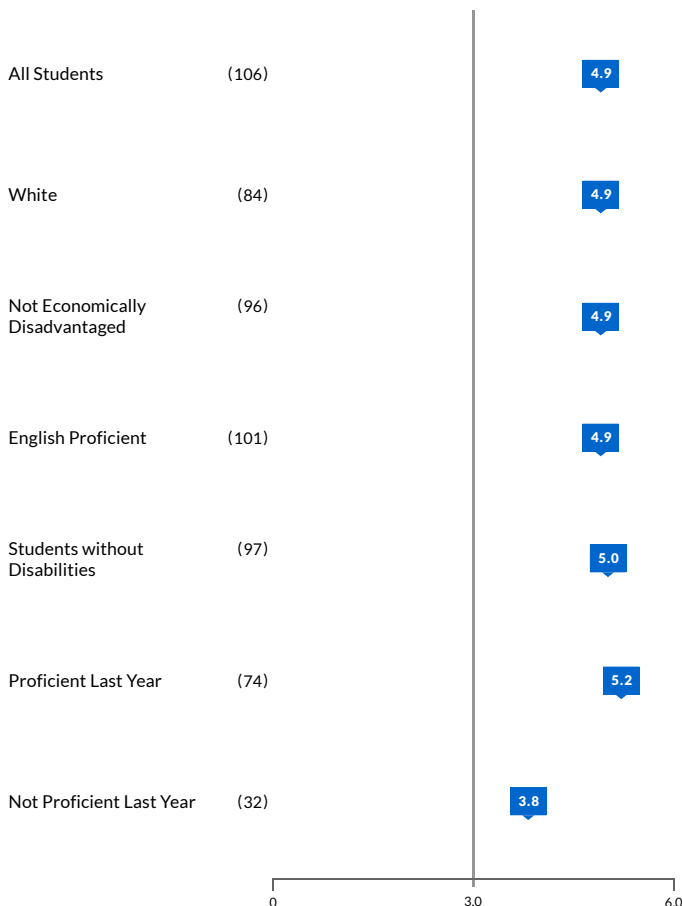 All Students (106) 4.9
White (84) 4.9
Not Economically (96)
Disadvantaged 4.9
English Proficient (101) 4.9
Students without (97)
Disabilities 5.0
Proficient Last Year (74) 5.2
Not Proficient Last Year (32) 3.8
0 3.0 6.0